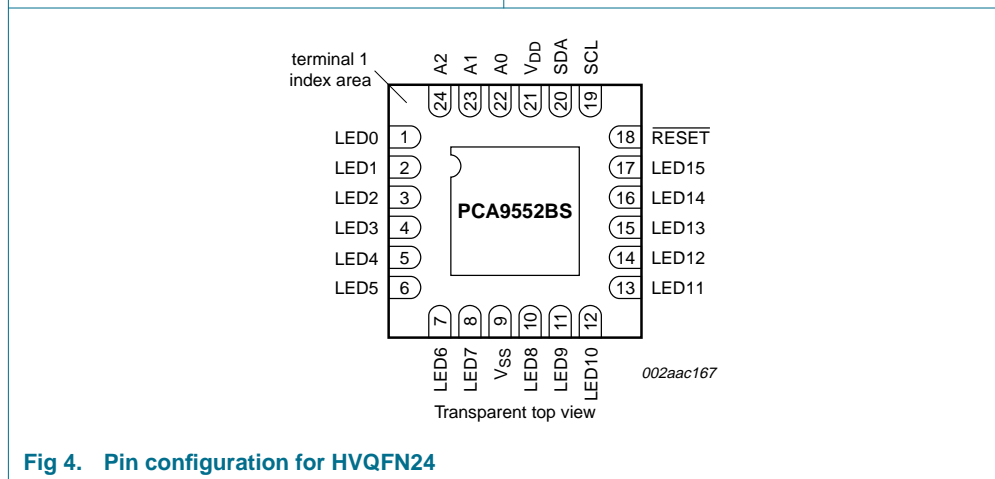 terminal 1
index area
A2
A1
A0
VDD
SDA
SCL
24
23
22
21
20
19
LED0 1
LED1 2
LED2 3
LED3 4
LED4 5
LED5 6
18 RESET
17 LED15
16 LED14
15 LED13
14 LED12
13 LED11
PCA9552BS
7
8
9
10
11
12
LED6
LED7
VSS
LED8
LED9
LED10
002aac167
Transparent top view
Fig 4. Pin configuration for HVQFN24